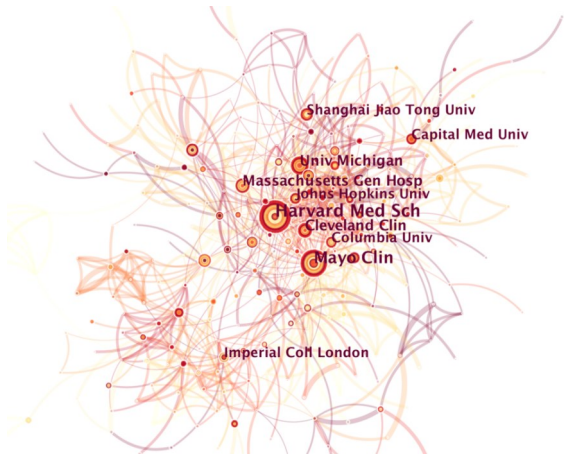 Shanghai Jiao Tong Univ
Capital Med Univ
Univ Michigan
Massachusetts Gen Hosp
Johns Hopkins Univ
Harvard Med Sch
Cleveland Clin
Columbia Univ
Mayo Clin
Imperial Coll London